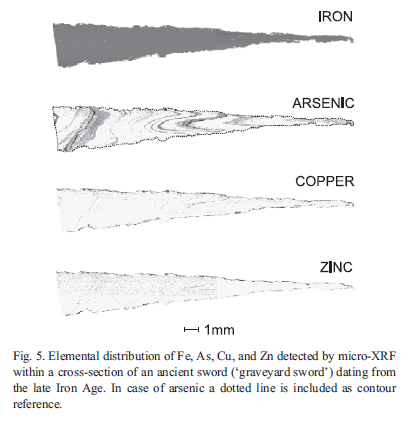 IRON
ARSENIC
COPPER
ZINC
1mm
Fig. 5. Elemental distribution of Fe, As, Cu, and Zn detected by micro-XRF
within a cross-section of an ancient sword (‘graveyard sword’) dating from
the late Iron Age. In case of arsenic a dotted line is included as contour
reference.